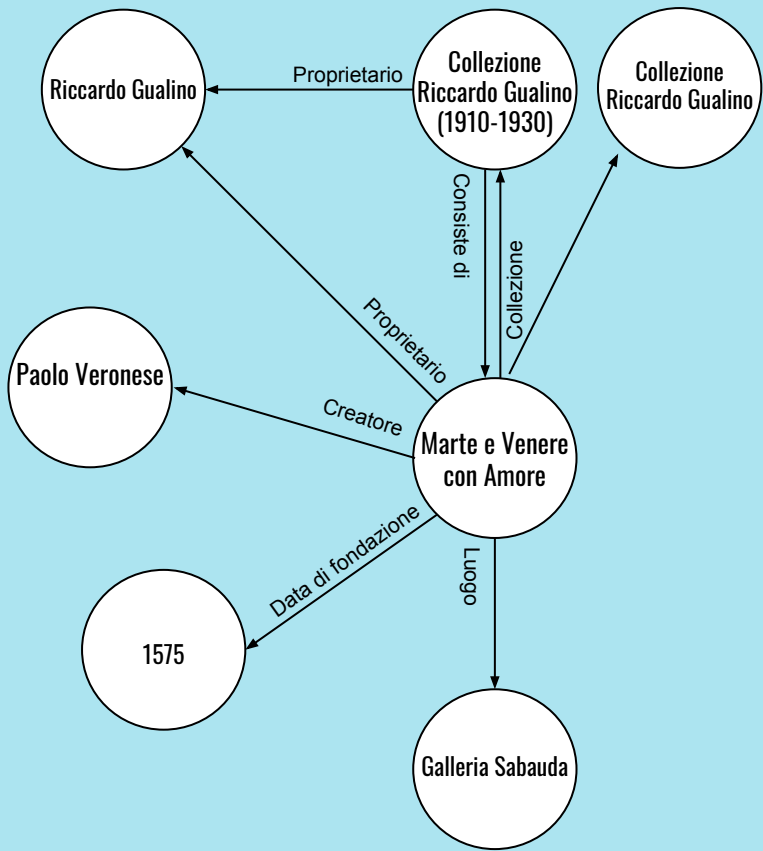 Riccardo Gualino
Proprietario
Collezione
Riccardo Gualino
(1910-1930)
Collezione
Riccardo Gualino
Consiste di
Collezione
Proprietario
Paolo Veronese
Creatore
Marte e Venere
con Amore
Data di fondazione
Luogo
1575
Galleria Sabauda